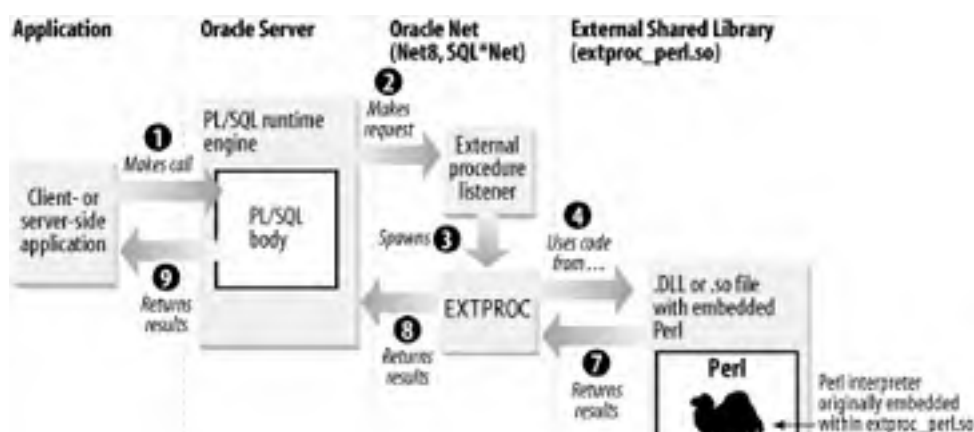 Application
Oracle Server
Oracle Net
(Net8, SQL*Net)
External Shared Library
(extproc_perl.so)
1
Makes call
PL/SQL runtime
engine
2
Makes
request
External
procedure
listener
Client- or
server-side
application
PL/SQL
body
Spawns 3
4
Uses code
from...
9
Returns
results
8
Returns
results
EXTPROC
.DLL or .so file
with embedded
Perl
7
Returns
results
Perl
Perl interpreter
originally embedded
within extproc_perl.so